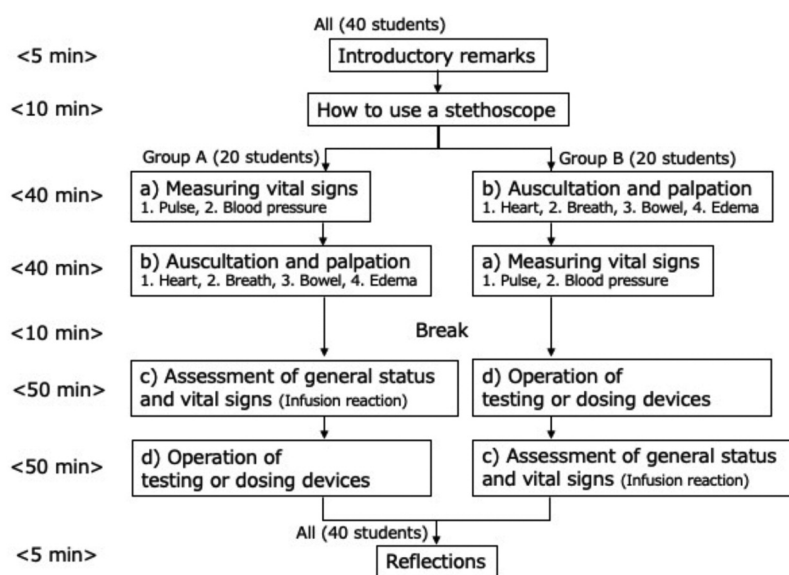 All (40 students)
<5 min>
Introductory remarks
<10 min>
How to use a stethoscope
Group A (20 students)
Group B (20 students)
<40 min>
a) Measuring vital signs
1. Pulse, 2. Blood pressure
b) Auscultation and palpation
1. Heart, 2. Breath, 3. Bowel, 4. Edema
<40 min>
b) Auscultation and palpation
1. Heart, 2. Breath, 3. Bowel, 4. Edema
a) Measuring vital signs
1. Pulse, 2. Blood pressure
<10 min>
Break
<50 min>
c) Assessment of general status
and vital signs (Infusion reaction)
d) Operation of
testing or dosing devices
<50 min>
d) Operation of
testing or dosing devices
c) Assessment of general status
and vital signs (Infusion reaction)
All (40 students)
<5 min>
Reflections